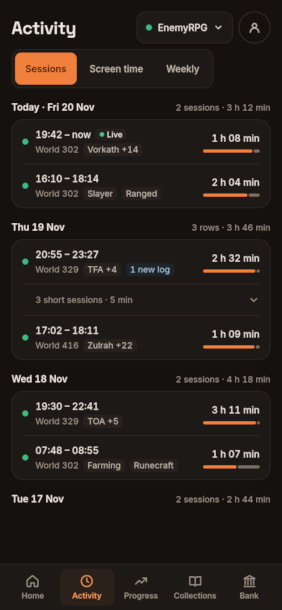 Activity
EnemyRPG
Sessions
Screen time
Weekly
Today · Fri 20 Nov
2 sessions · 3 h 12 min
19:42 – now
Live
1 h 08 min
World 302
Vorkath +14
16:10 – 18:14
2 h 04 min
World 302
Slayer
Ranged
Thu 19 Nov
3 rows · 3 h 46 min
20:55 – 23:27
2 h 32 min
World 329
TFA +4
1 new log
3 short sessions · 5 min
17:02 – 18:11
1 h 09 min
World 416
Zulrah +22
Wed 18 Nov
2 sessions · 4 h 18 min
19:30 – 22:41
3 h 11 min
World 329
TOA +5
07:48 – 08:55
1 h 07 min
World 302
Farming
Runecraft
Tue 17 Nov
2 sessions · 2 h 44 min
Home
Activity
Progress
Collections
Bank